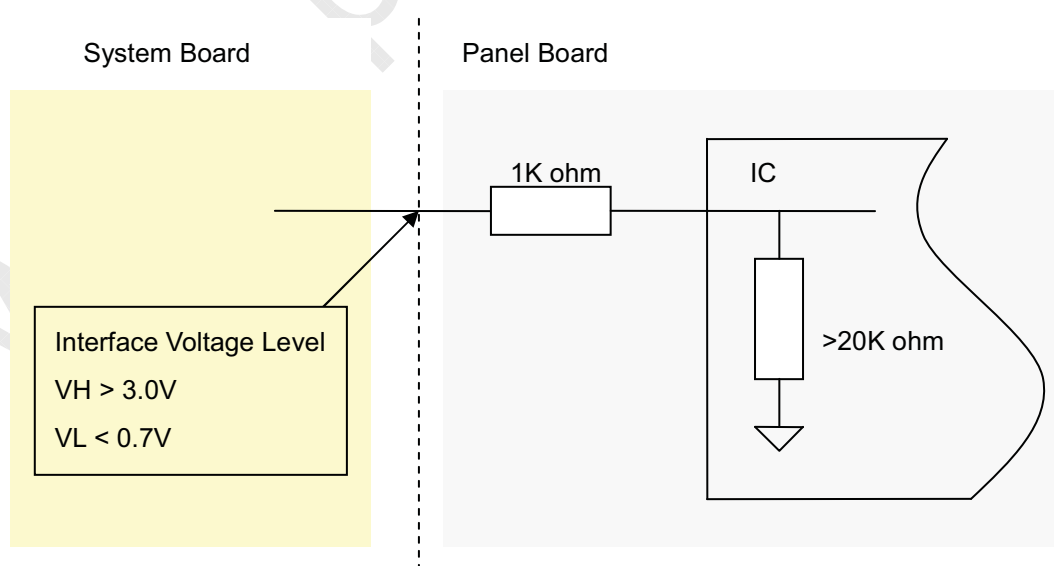 System Board
Panel Board
1K ohm
IC
Interface Voltage Level
VH > 3.0V
VL < 0.7V
>20K ohm